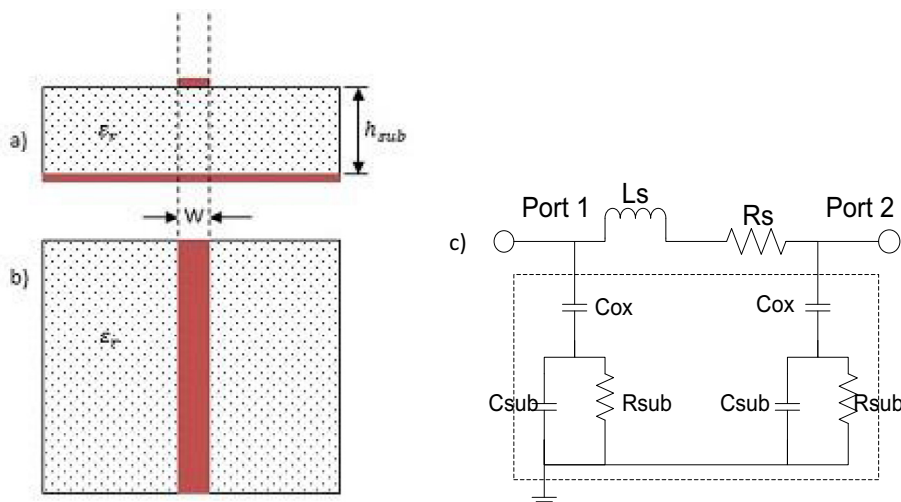 a)
εᵣ
hₛᵤb
W
b)
εᵣ
c)
Port 1
Ls
Rs
Port 2
Cox
Cox
Csub
Rsub
Csub
Rsub